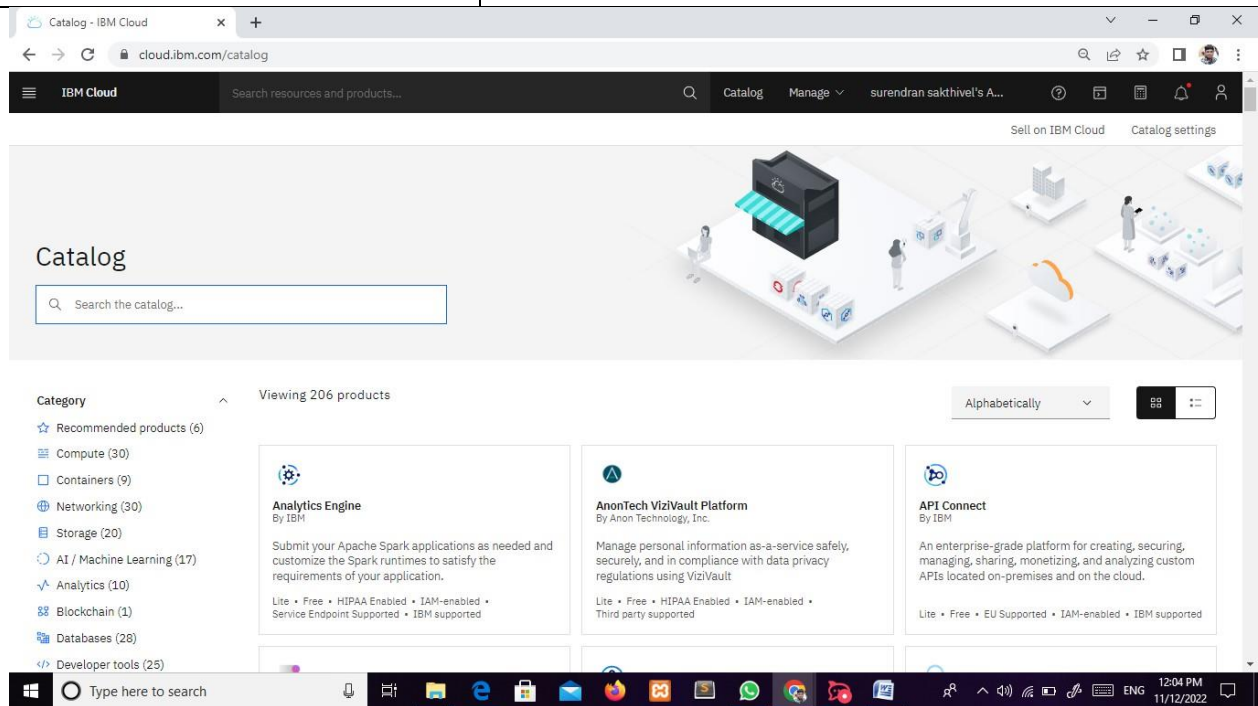 Catalog - IBM Cloud
cloud.ibm.com/catalog
IBM Cloud
Search resources and products...
Catalog
Manage
surendran sakthivel's A...
Sell on IBM Cloud
Catalog settings
Catalog
Search the catalog...
Category
Recommended products (6)
Compute (30)
Containers (9)
Networking (30)
Storage (20)
AI / Machine Learning (17)
Analytics (10)
Blockchain (1)
Databases (28)
Developer tools (25)
Viewing 206 products
Alphabetically
Analytics Engine
By IBM
Submit your Apache Spark applications as needed and
customize the Spark runtimes to satisfy the
requirements of your application.
Lite • Free • HIPAA Enabled • IAM-enabled •
Service Endpoint Supported • IBM supported
AnonTech ViziVault Platform
By Anon Technology, Inc.
Manage personal information as-a-service safely,
securely, and in compliance with data privacy
regulations using ViziVault
Lite • Free • HIPAA Enabled • IAM-enabled •
Third party supported
API Connect
By IBM
An enterprise-grade platform for creating, securing,
managing, sharing, monetizing, and analyzing custom
APIs located on-premises and on the cloud.
Lite • Free • EU Supported • IAM-enabled • IBM supported
Type here to search
ENG
12:04 PM
11/12/2022